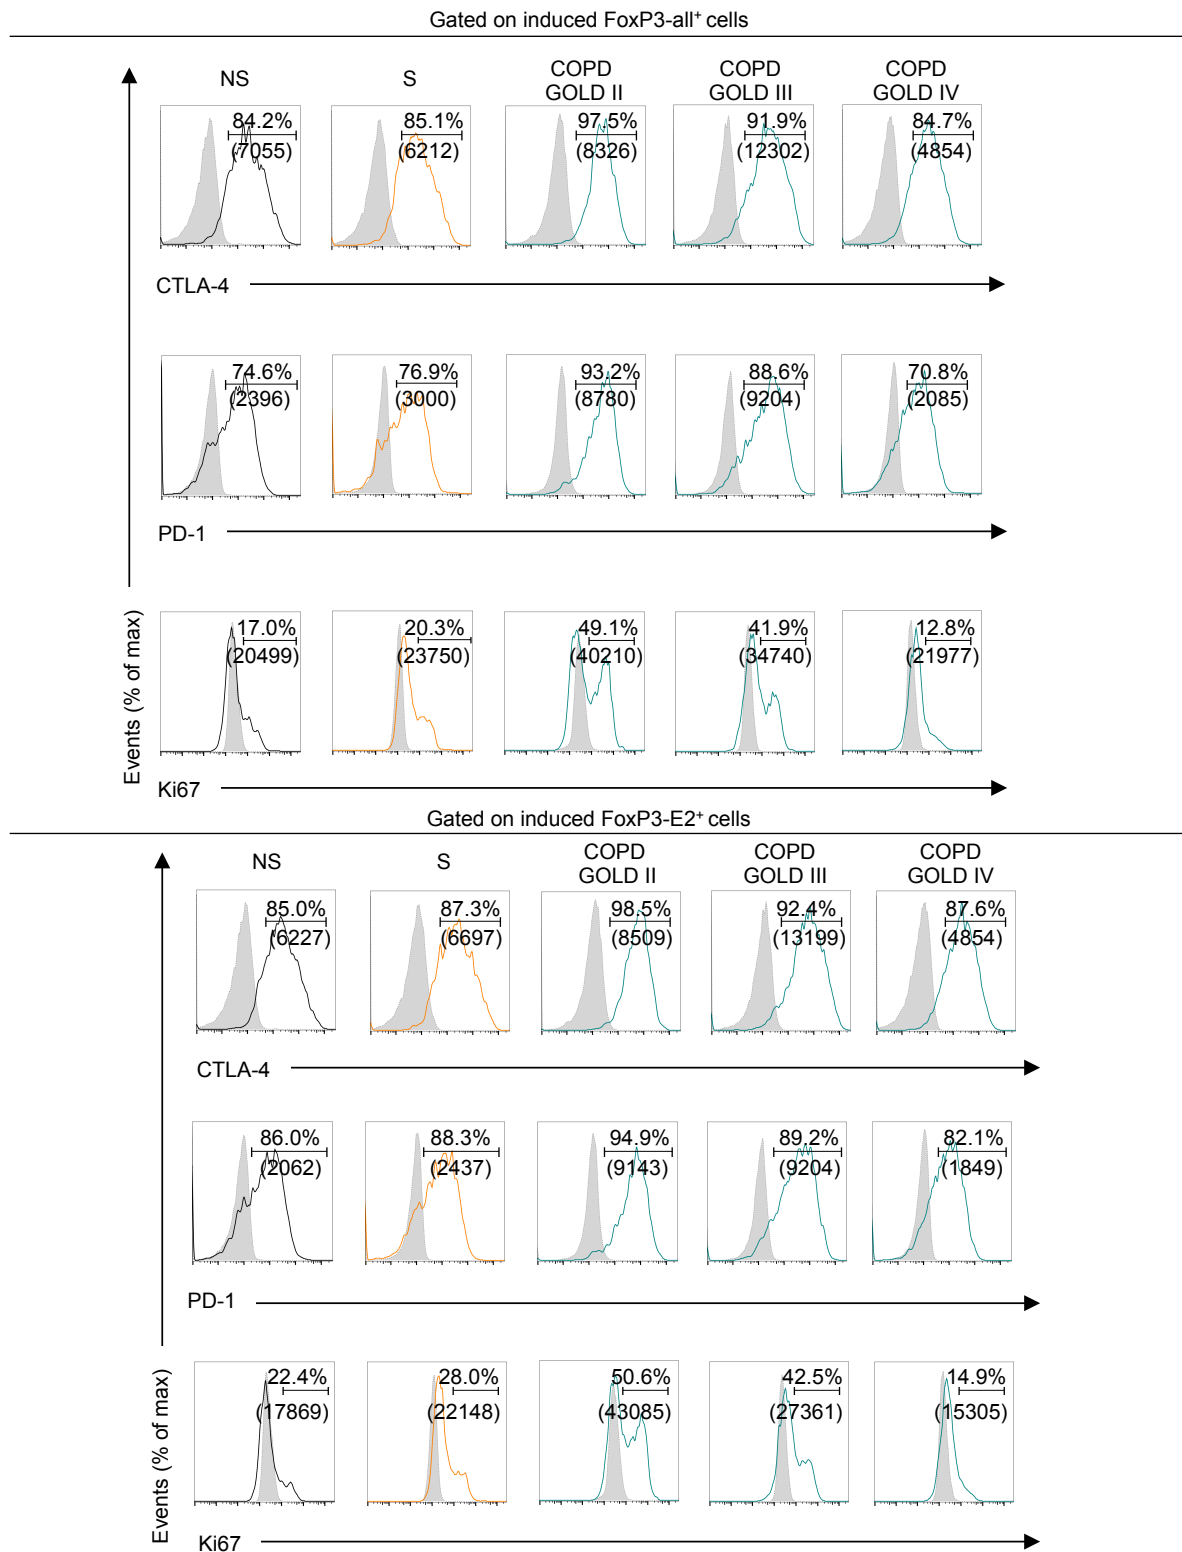 Gated on induced FoxP3-all⁺ cells
NS
S
COPD
GOLD II
COPD
GOLD III
COPD
GOLD IV
84.2%
(7055)
85.1%
(6212)
97.5%
(8326)
91.9%
(12302)
84.7%
(4854)
CTLA-4
74.6%
(2396)
76.9%
(3000)
93.2%
(8780)
88.6%
(9204)
70.8%
(2085)
PD-1
17.0%
(20499)
20.3%
(23750)
49.1%
(40210)
41.9%
(34740)
12.8%
(21977)
Ki67
Events (% of max)
Gated on induced FoxP3-E2⁺ cells
NS
S
COPD
GOLD II
COPD
GOLD III
COPD
GOLD IV
85.0%
(6227)
87.3%
(6697)
98.5%
(8509)
92.4%
(13199)
87.6%
(4854)
CTLA-4
86.0%
(2062)
88.3%
(2437)
94.9%
(9143)
89.2%
(9204)
82.1%
(1849)
PD-1
22.4%
(17869)
28.0%
(22148)
50.6%
(43085)
42.5%
(27361)
14.9%
(15305)
Ki67
Events (% of max)